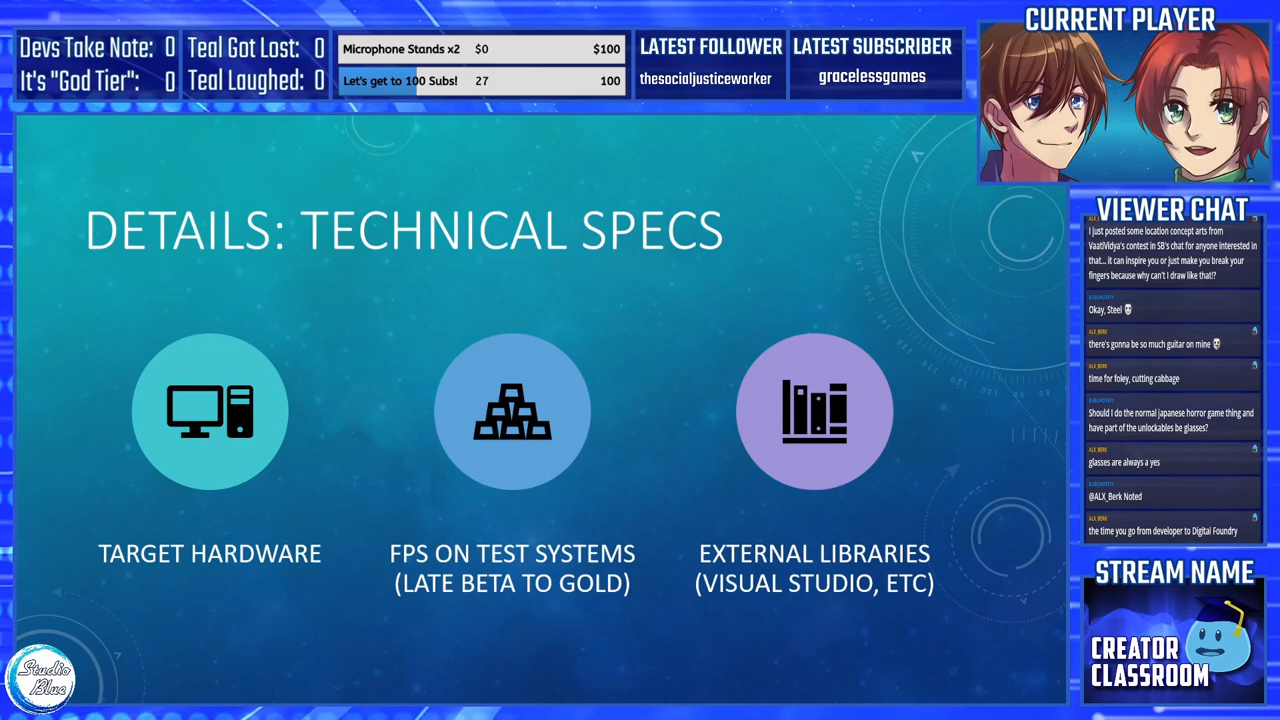 CURRENT PLAYER
Devs Take Note: 0
It's "God Tier": 0
Teal Got Lost: 0
Teal Laughed: 0
Microphone Stands x2 $0 $100
Let's get to 100 Subs! 27 100
LATEST FOLLOWER
thesocialjusticeworker
LATEST SUBSCRIBER
gracelessgames
DETAILS: TECHNICAL SPECS
TARGET HARDWARE
FPS ON TEST SYSTEMS
(LATE BETA TO GOLD)
EXTERNAL LIBRARIES
(VISUAL STUDIO, ETC)
VIEWER CHAT
I just posted some location concept arts from
VaatiVidya's contest in SB's chat for anyone interested in
that... it can inspire you or just make you break your
fingers because why can't I draw like that!?
Okay, Steel
ALX_BERK
there's gonna be so much guitar on mine
ALX_BERK
time for foley, cutting cabbage
Should I do the normal japanese horror game thing and
have part of the unlockables be glasses?
ALX_BERK
glasses are always a yes
@ALX_Berk Noted
ALX_BERK
the time you go from developer to Digital Foundry
STREAM NAME
CREATOR
CLASSROOM
Studio
Blue